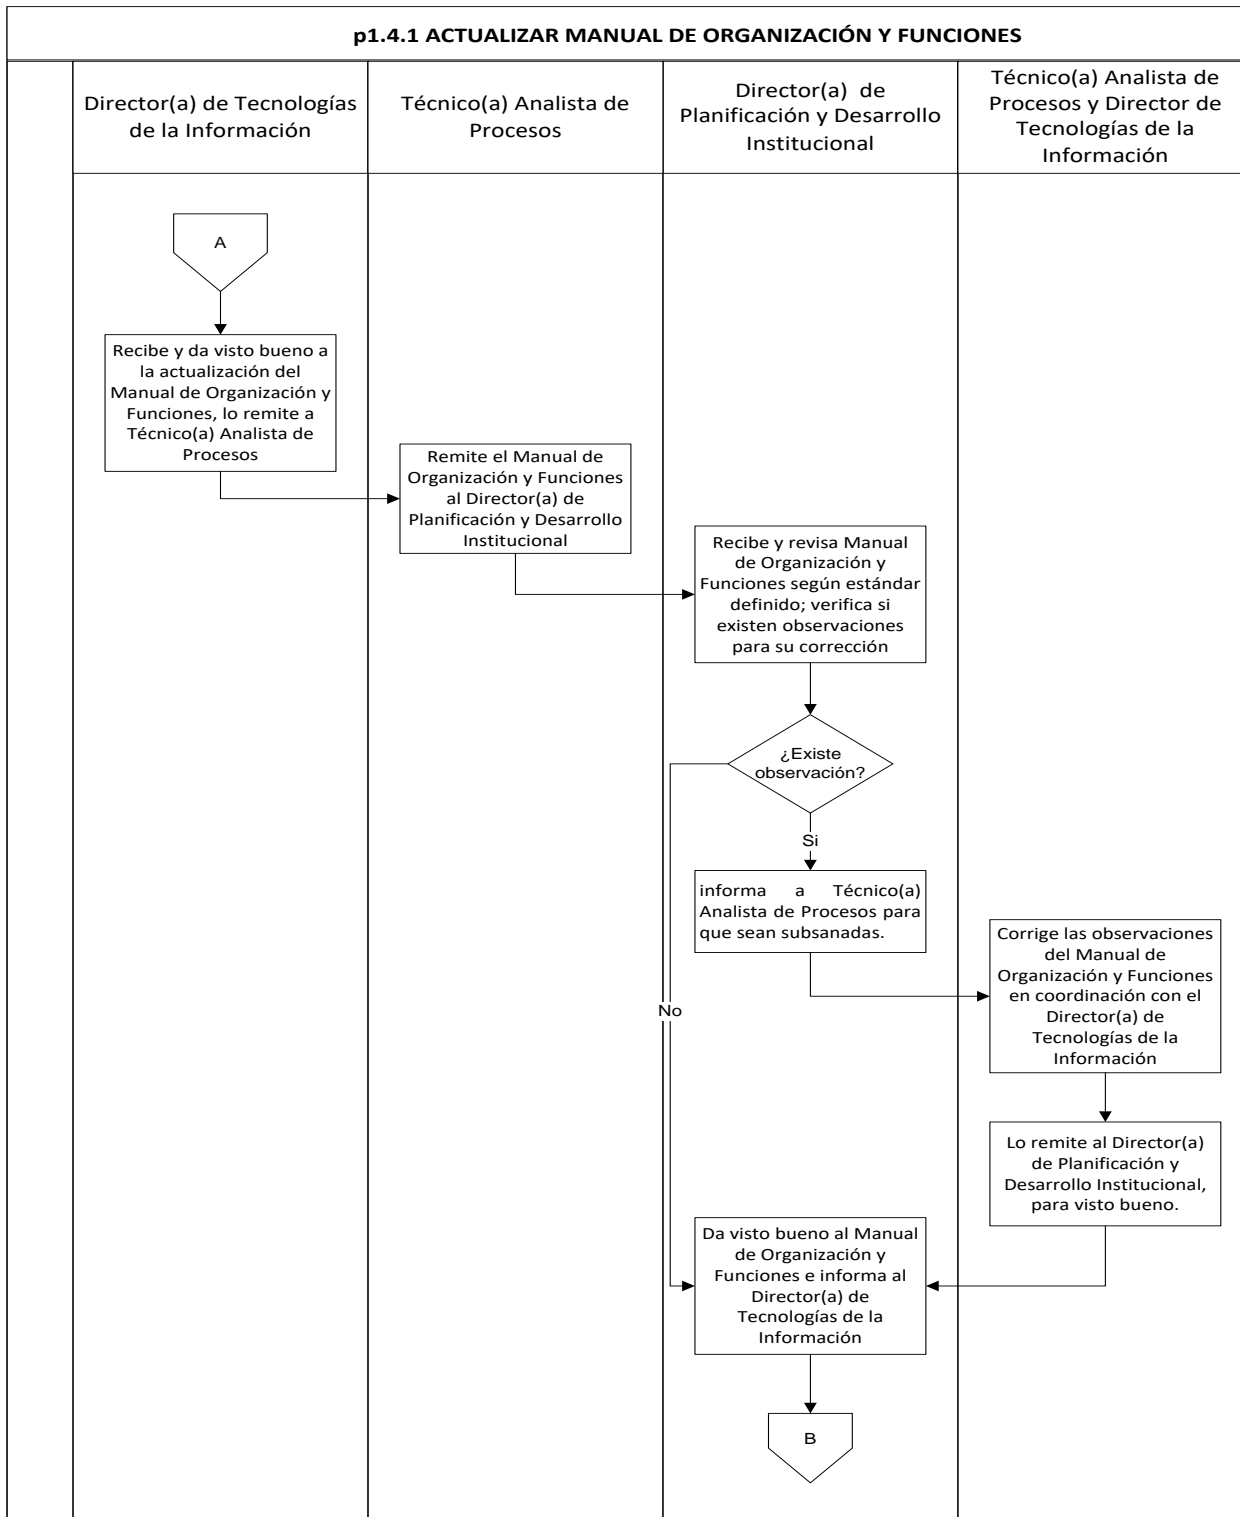 p1.4.1 ACTUALIZAR MANUAL DE ORGANIZACIÓN Y FUNCIONES
Director(a) de Tecnologías
de la Información
Técnico(a) Analista de
Procesos
Director(a) de
Planificación y Desarrollo
Institucional
Técnico(a) Analista de
Procesos y Director de
Tecnologías de la
Información
A
Recibe y da visto bueno a
la actualización del
Manual de Organización y
Funciones, lo remite a
Técnico(a) Analista de
Procesos
Remite el Manual de
Organización y Funciones
al Director(a) de
Planificación y Desarrollo
Institucional
Recibe y revisa Manual
de Organización y
Funciones según estándar
definido; verifica si
existen observaciones
para su corrección
¿Existe
observación?
Si
informa a Técnico(a)
Analista de Procesos para
que sean subsanadas.
No
Corrige las observaciones
del Manual de
Organización y Funciones
en coordinación con el
Director(a) de
Tecnologías de la
Información
Lo remite al Director(a)
de Planificación y
Desarrollo Institucional,
para visto bueno.
Da visto bueno al Manual
de Organización y
Funciones e informa al
Director(a) de
Tecnologías de la
Información
B